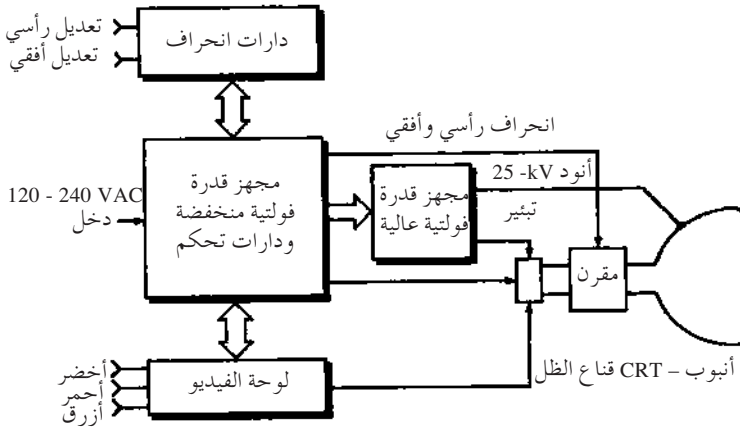 تعديل رأسي
تعديل أفقي
دارات انحراف
انحراف رأسي وأفقي
120 - 240 VAC
دخل
مجهز قدرة
فولتية منخفضة
ودارات تحكم
مجهز قدرة
فولتية عالية
أنود 25 -kV
تبئير
مقرن
أنبوب – CRT قناع الظل
أخضر
أحمر
أزرق
لوحة الفيديو